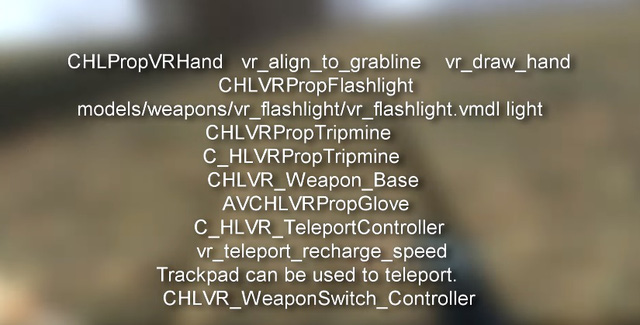 CHLPropVRHand vr_align_to_grabline vr_draw_hand
CHLVRPropFlashlight
models/weapons/vr_flashlight/vr_flashlight.vmdl light
CHLVRPropTripmine
C_HLVRPropTripmine
CHLVR_Weapon_Base
AVCHLVRPropGlove
C_HLVR_TeleportController
vr_teleport_recharge_speed
Trackpad can be used to teleport.
CHLVR_WeaponSwitch_Controller